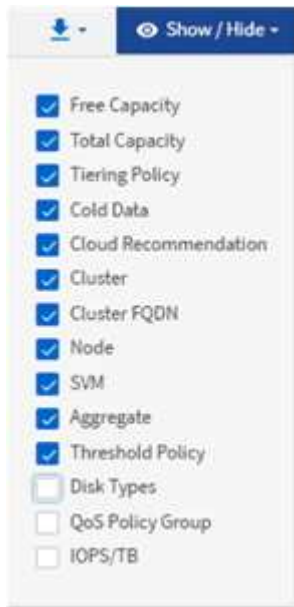 Show / Hide
Free Capacity
Total Capacity
Tiering Policy
Cold Data
Cloud Recommendation
Cluster
Cluster FQDN
Node
SVM
Aggregate
Threshold Policy
Disk Types
QoS Policy Group
IOPS/TB